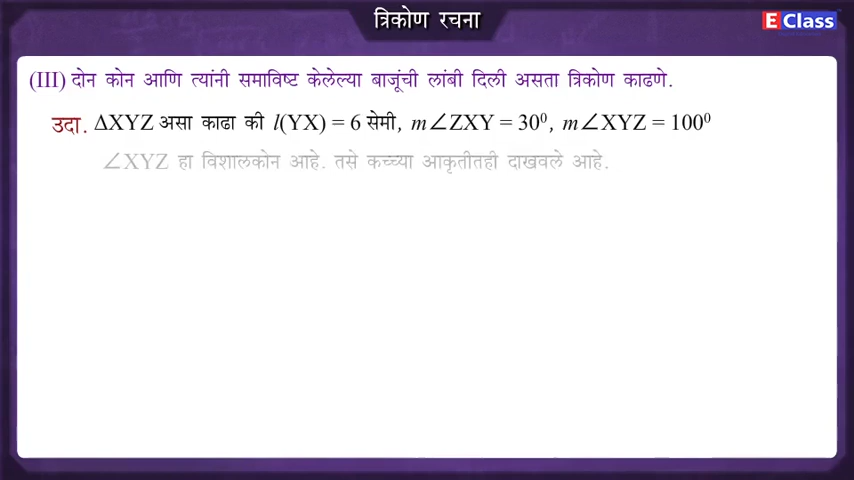 त्रिकोण रचना
E Class
(III) दोन कोन आणि त्यांनी समाविष्ट केलेल्या बाजूंची लांबी दिली असता त्रिकोण काढणे.
उदा. ΔXYZ असा काढा की l(YX) = 6 सेमी, m∠ZXY = 30⁰, m∠XYZ = 100⁰
∠XYZ हा विशालकोन आहे. तसे कच्च्या आकृतीतही दाखवले आहे.